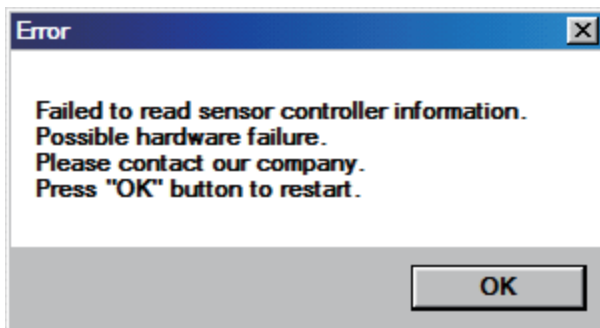 Error
Failed to read sensor controller information.
Possible hardware failure.
Please contact our company.
Press "OK" button to restart.
OK